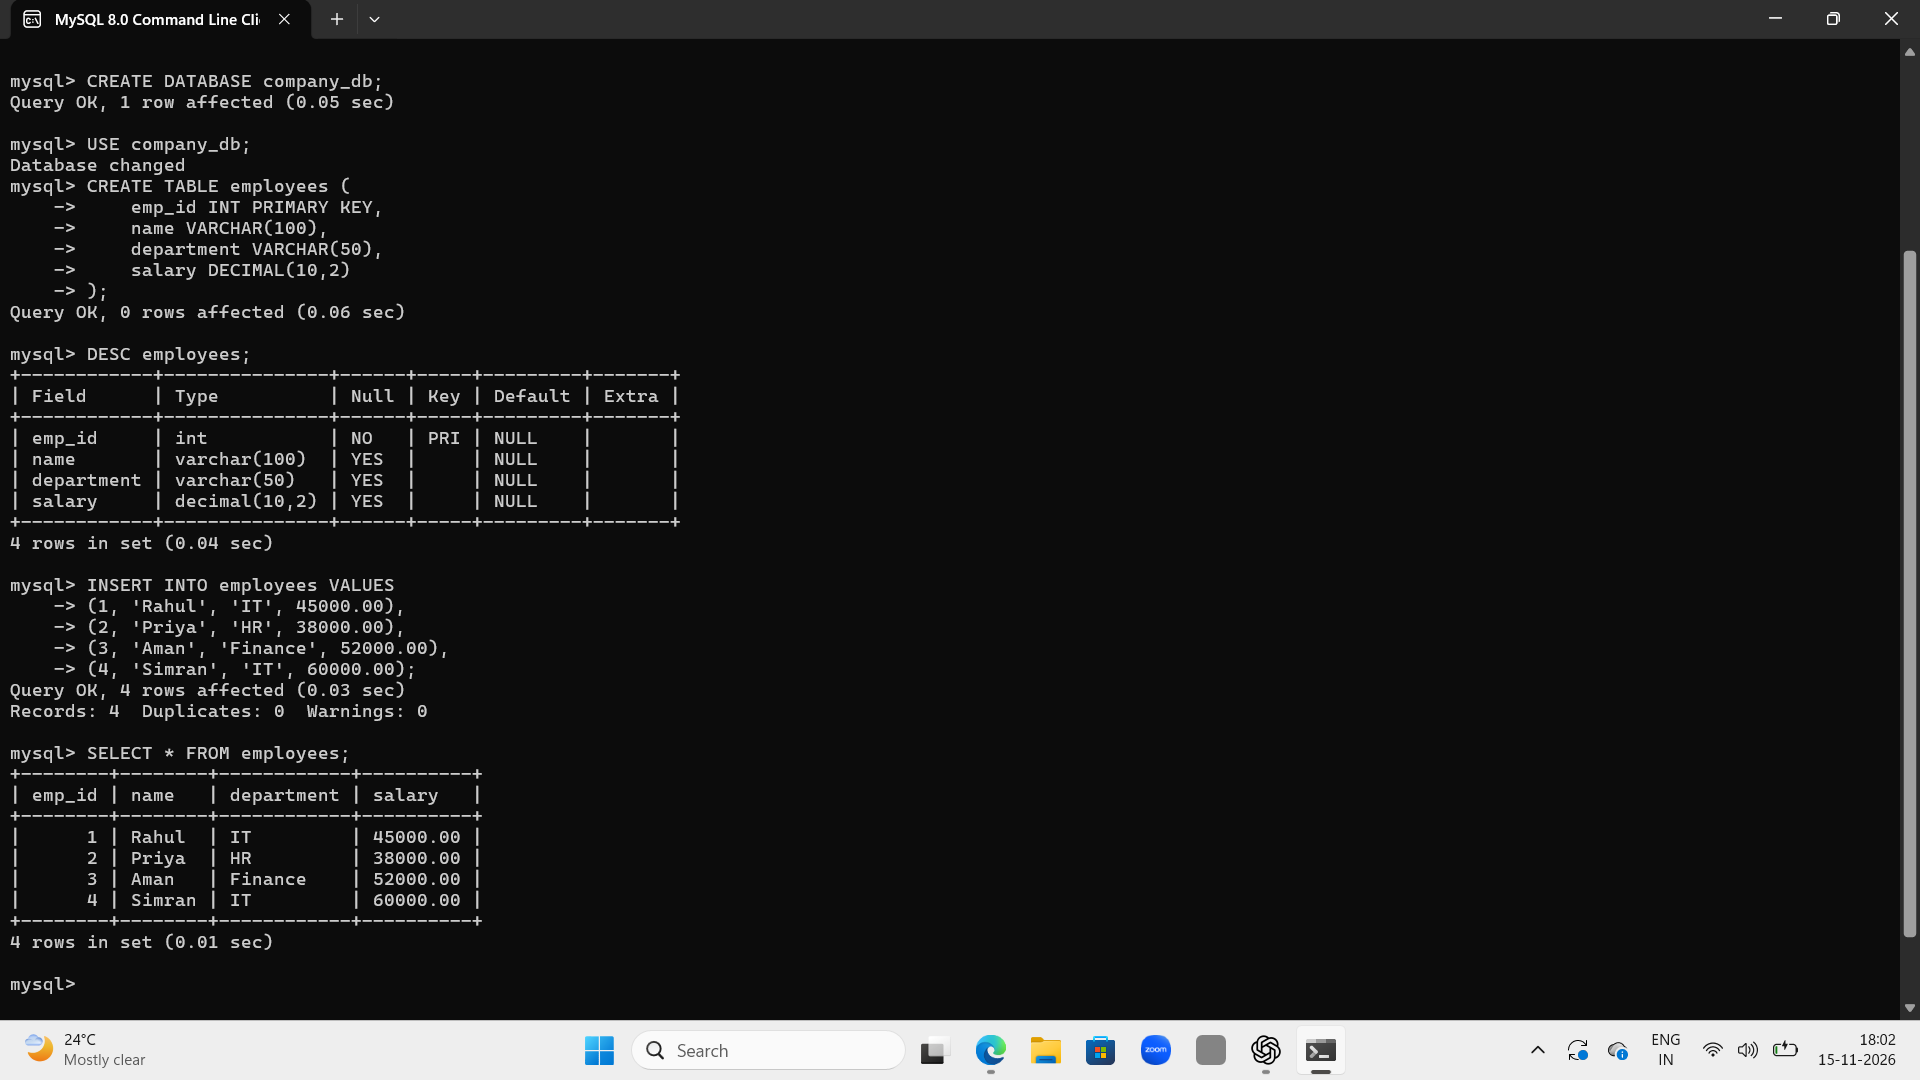 MySQL 8.0 Command Line Cli
mysql> CREATE DATABASE company_db;
Query OK, 1 row affected (0.05 sec)
mysql> USE company_db;
Database changed
mysql> CREATE TABLE employees (
    ->     emp_id INT PRIMARY KEY,
    ->     name VARCHAR(100),
    ->     department VARCHAR(50),
    ->     salary DECIMAL(10,2)
    -> );
Query OK, 0 rows affected (0.06 sec)
mysql> DESC employees;
+------------+---------------+------+-----+---------+-------+
| Field      | Type          | Null | Key | Default | Extra |
+------------+---------------+------+-----+---------+-------+
| emp_id     | int           | NO   | PRI | NULL    |       |
| name       | varchar(100)  | YES  |     | NULL    |       |
| department | varchar(50)   | YES  |     | NULL    |       |
| salary     | decimal(10,2) | YES  |     | NULL    |       |
+------------+---------------+------+-----+---------+-------+
4 rows in set (0.04 sec)
mysql> INSERT INTO employees VALUES
    -> (1, 'Rahul', 'IT', 45000.00),
    -> (2, 'Priya', 'HR', 38000.00),
    -> (3, 'Aman', 'Finance', 52000.00),
    -> (4, 'Simran', 'IT', 60000.00);
Query OK, 4 rows affected (0.03 sec)
Records: 4  Duplicates: 0  Warnings: 0
mysql> SELECT * FROM employees;
+--------+--------+------------+----------+
| emp_id | name   | department | salary   |
+--------+--------+------------+----------+
|      1 | Rahul  | IT         | 45000.00 |
|      2 | Priya  | HR         | 38000.00 |
|      3 | Aman   | Finance    | 52000.00 |
|      4 | Simran | IT         | 60000.00 |
+--------+--------+------------+----------+
4 rows in set (0.01 sec)
mysql>
24°C
Mostly clear
Search
zoom
ENG
IN
18:02
15-11-2026